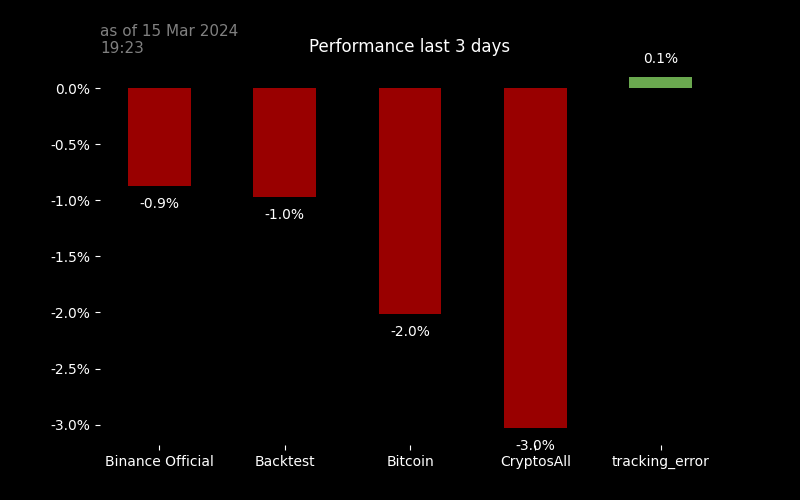 as of 15 Mar 2024
19:23
Performance last 3 days
0.1%
0.0%
-0.5%
-1.0%
-1.5%
-2.0%
-2.5%
-3.0%
-0.9%
-1.0%
-2.0%
-3.0%
Binance Official
Backtest
Bitcoin
CryptosAll
tracking_error